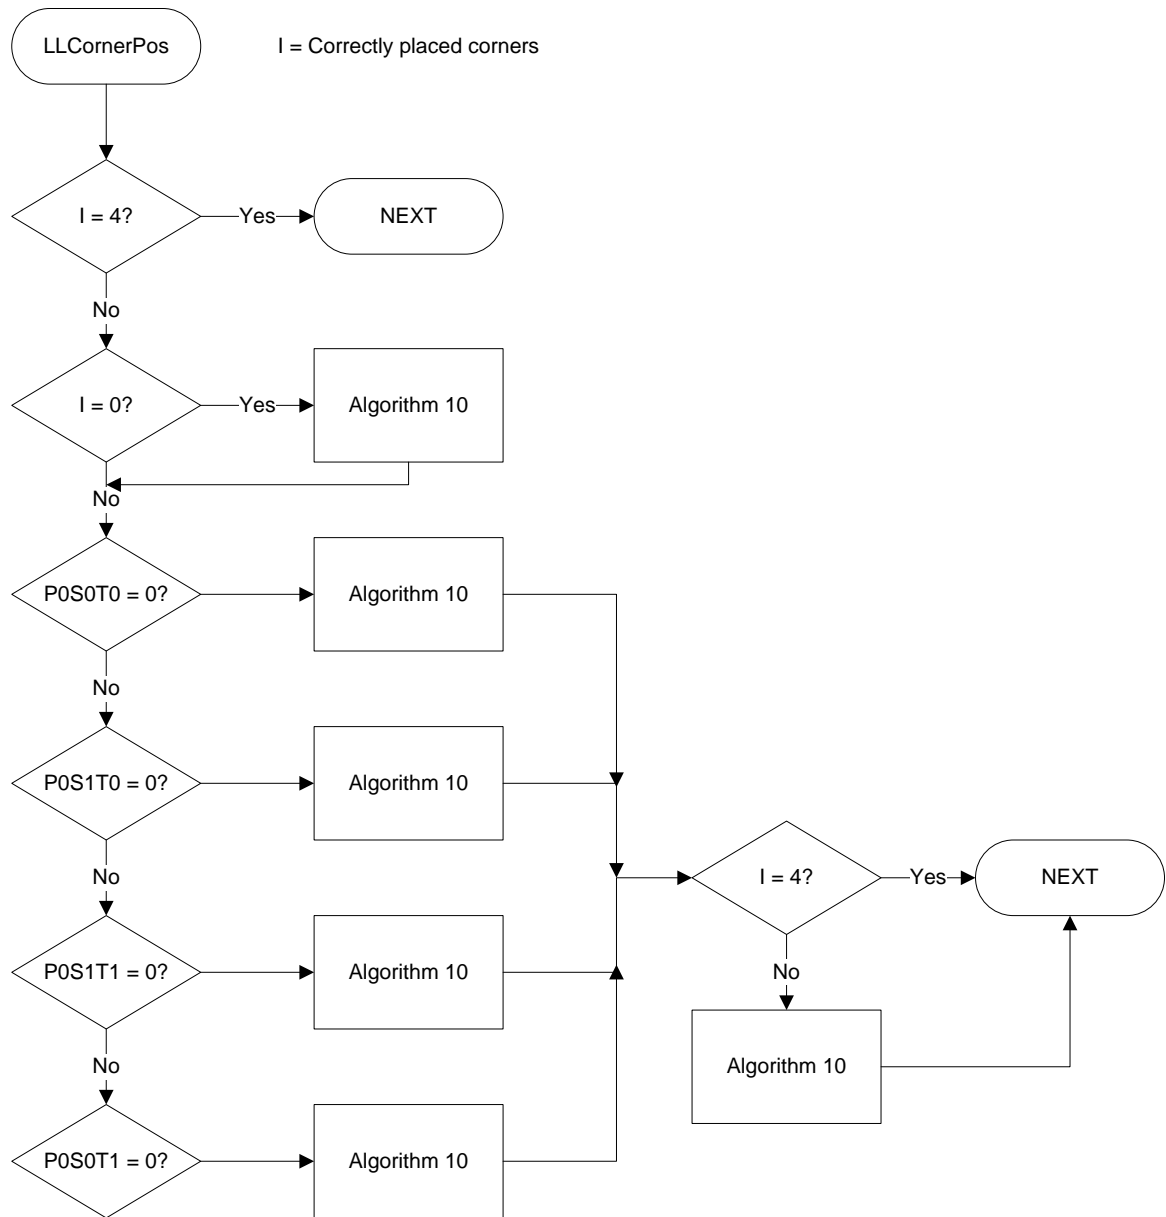 LLCornerPos
I = Correctly placed corners
I = 4?
Yes
NEXT
No
I = 0?
Yes
Algorithm 10
No
P0S0T0 = 0?
Algorithm 10
No
P0S1T0 = 0?
Algorithm 10
No
I = 4?
Yes
NEXT
P0S1T1 = 0?
Algorithm 10
No
No
Algorithm 10
P0S0T1 = 0?
Algorithm 10